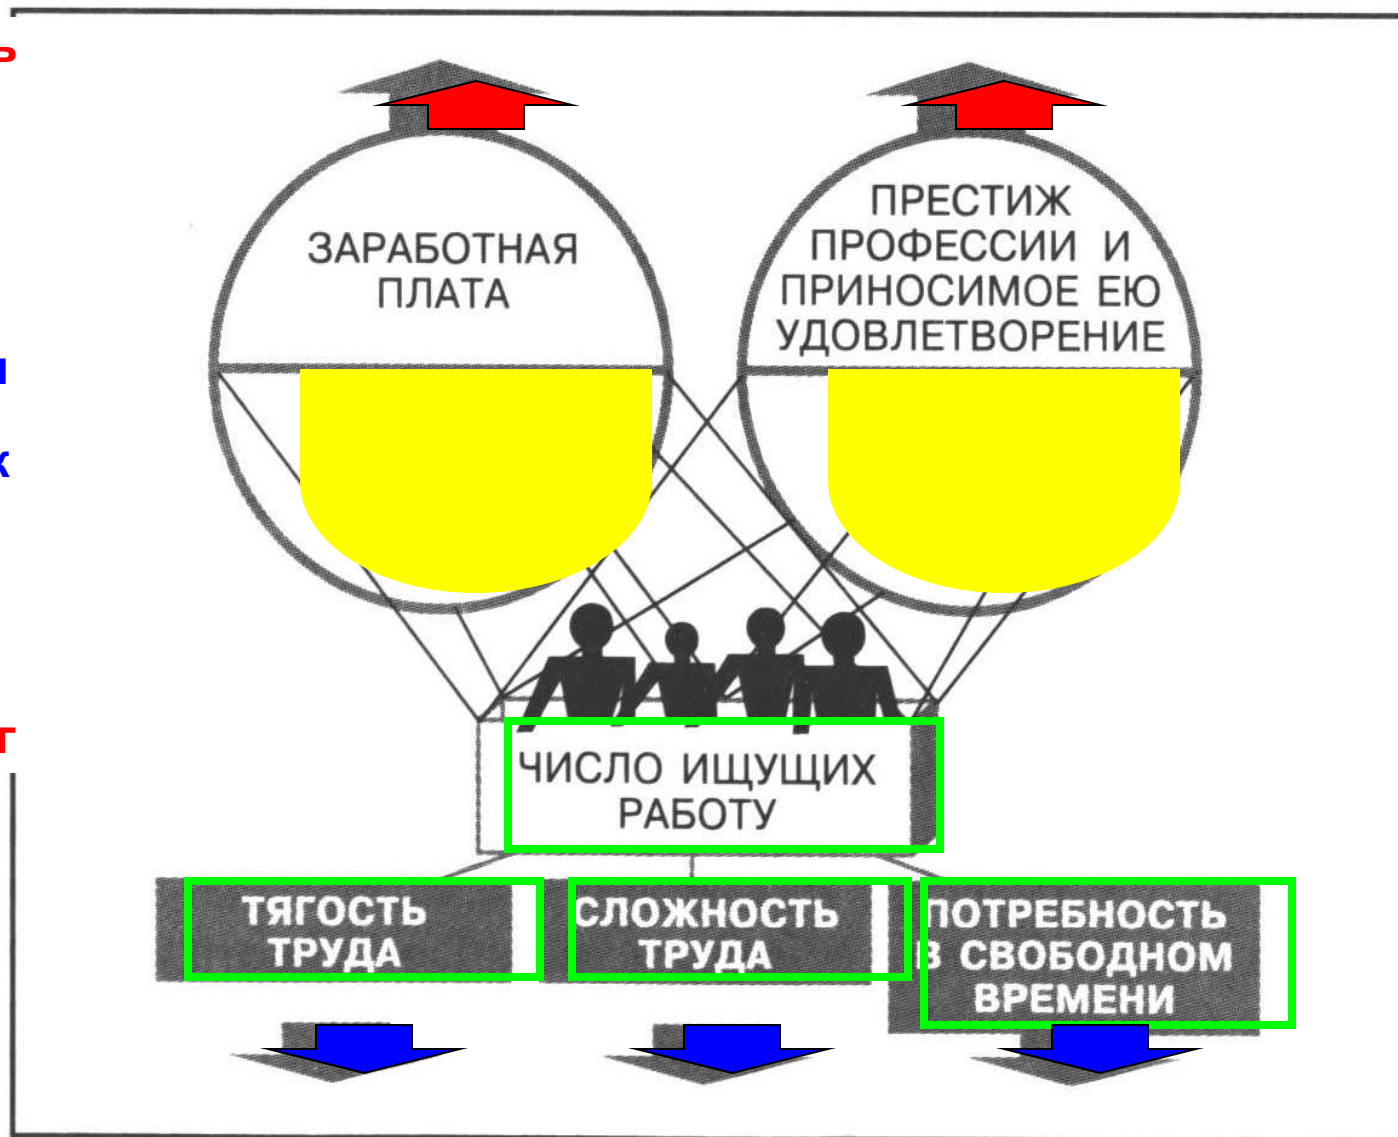 ЗАРАБОТНАЯ
ПЛАТА
ПРЕСТИЖ
ПРОФЕССИИ И
ПРИНОСИМОЕ ЕЮ
УДОВЛЕТВОРЕНИЕ
ЧИСЛО ИЩУЩИХ
РАБОТУ
ТЯГОСТЬ
ТРУДА
СЛОЖНОСТЬ
ТРУДА
ПОТРЕБНОСТЬ
В СВОБОДНОМ
ВРЕМЕНИ